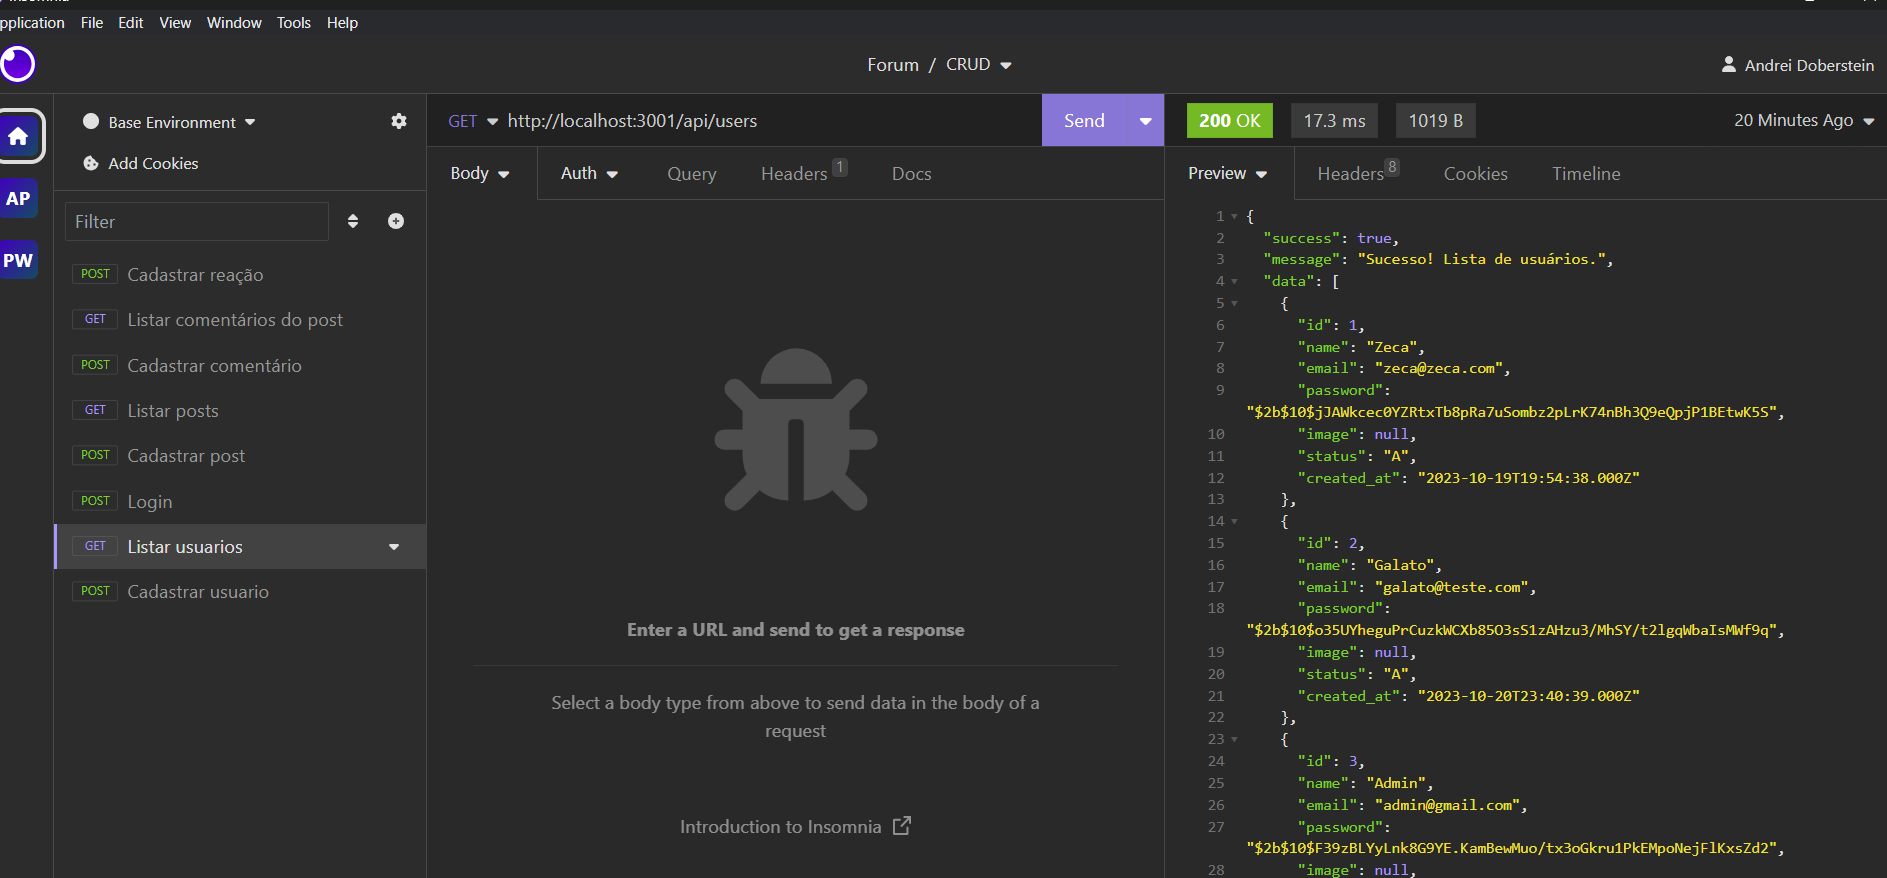 pplication File Edit View Window Tools Help
Forum / CRUD
Andrei Doberstein
Base Environment
Add Cookies
AP
PW
Filter
POST Cadastrar reação
GET Listar comentários do post
POST Cadastrar comentário
GET Listar posts
POST Cadastrar post
POST Login
GET Listar usuarios
POST Cadastrar usuario
GET http://localhost:3001/api/users Send
Body Auth Query Headers 1 Docs
Enter a URL and send to get a response
Select a body type from above to send data in the body of a
request
Introduction to Insomnia
200 OK 17.3 ms 1019 B 20 Minutes Ago
Preview Headers 8 Cookies Timeline
1 {
2 "success": true,
3 "message": "Sucesso! Lista de usuários.",
4 "data": [
5 {
6 "id": 1,
7 "name": "Zeca",
8 "email": "zeca@zeca.com",
9 "password":
"$2b$10$jJAWkcec0YZRtxTb8pRa7uSombz2pLrK74nBh3Q9eQpjP1BEtwK5S",
10 "image": null,
11 "status": "A",
12 "created_at": "2023-10-19T19:54:38.000Z"
13 },
14 {
15 "id": 2,
16 "name": "Galato",
17 "email": "galato@teste.com",
18 "password":
"$2b$10$o35UYheguPrCuzkWCXb85O3sS1zAHzu3/MhSY/t2lgqWbaIsMWf9q",
19 "image": null,
20 "status": "A",
21 "created_at": "2023-10-20T23:40:39.000Z"
22 },
23 {
24 "id": 3,
25 "name": "Admin",
26 "email": "admin@gmail.com",
27 "password":
"$2b$10$F39zBLYyLnk8G9YE.KamBewMuo/tx3oGkru1PkEMpoNejFlKxsZd2",
28 "image": null,